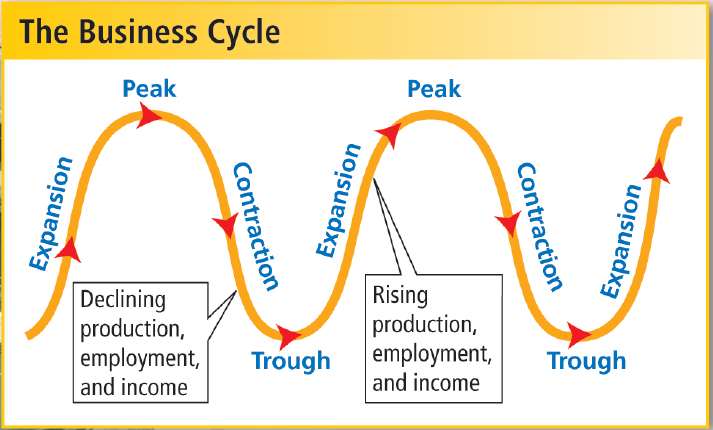 The Business Cycle
Peak
Peak
Expansion
Contraction
Expansion
Contraction
Expansion
Declining
production,
employment,
and income
Rising
production,
employment,
and income
Trough
Trough